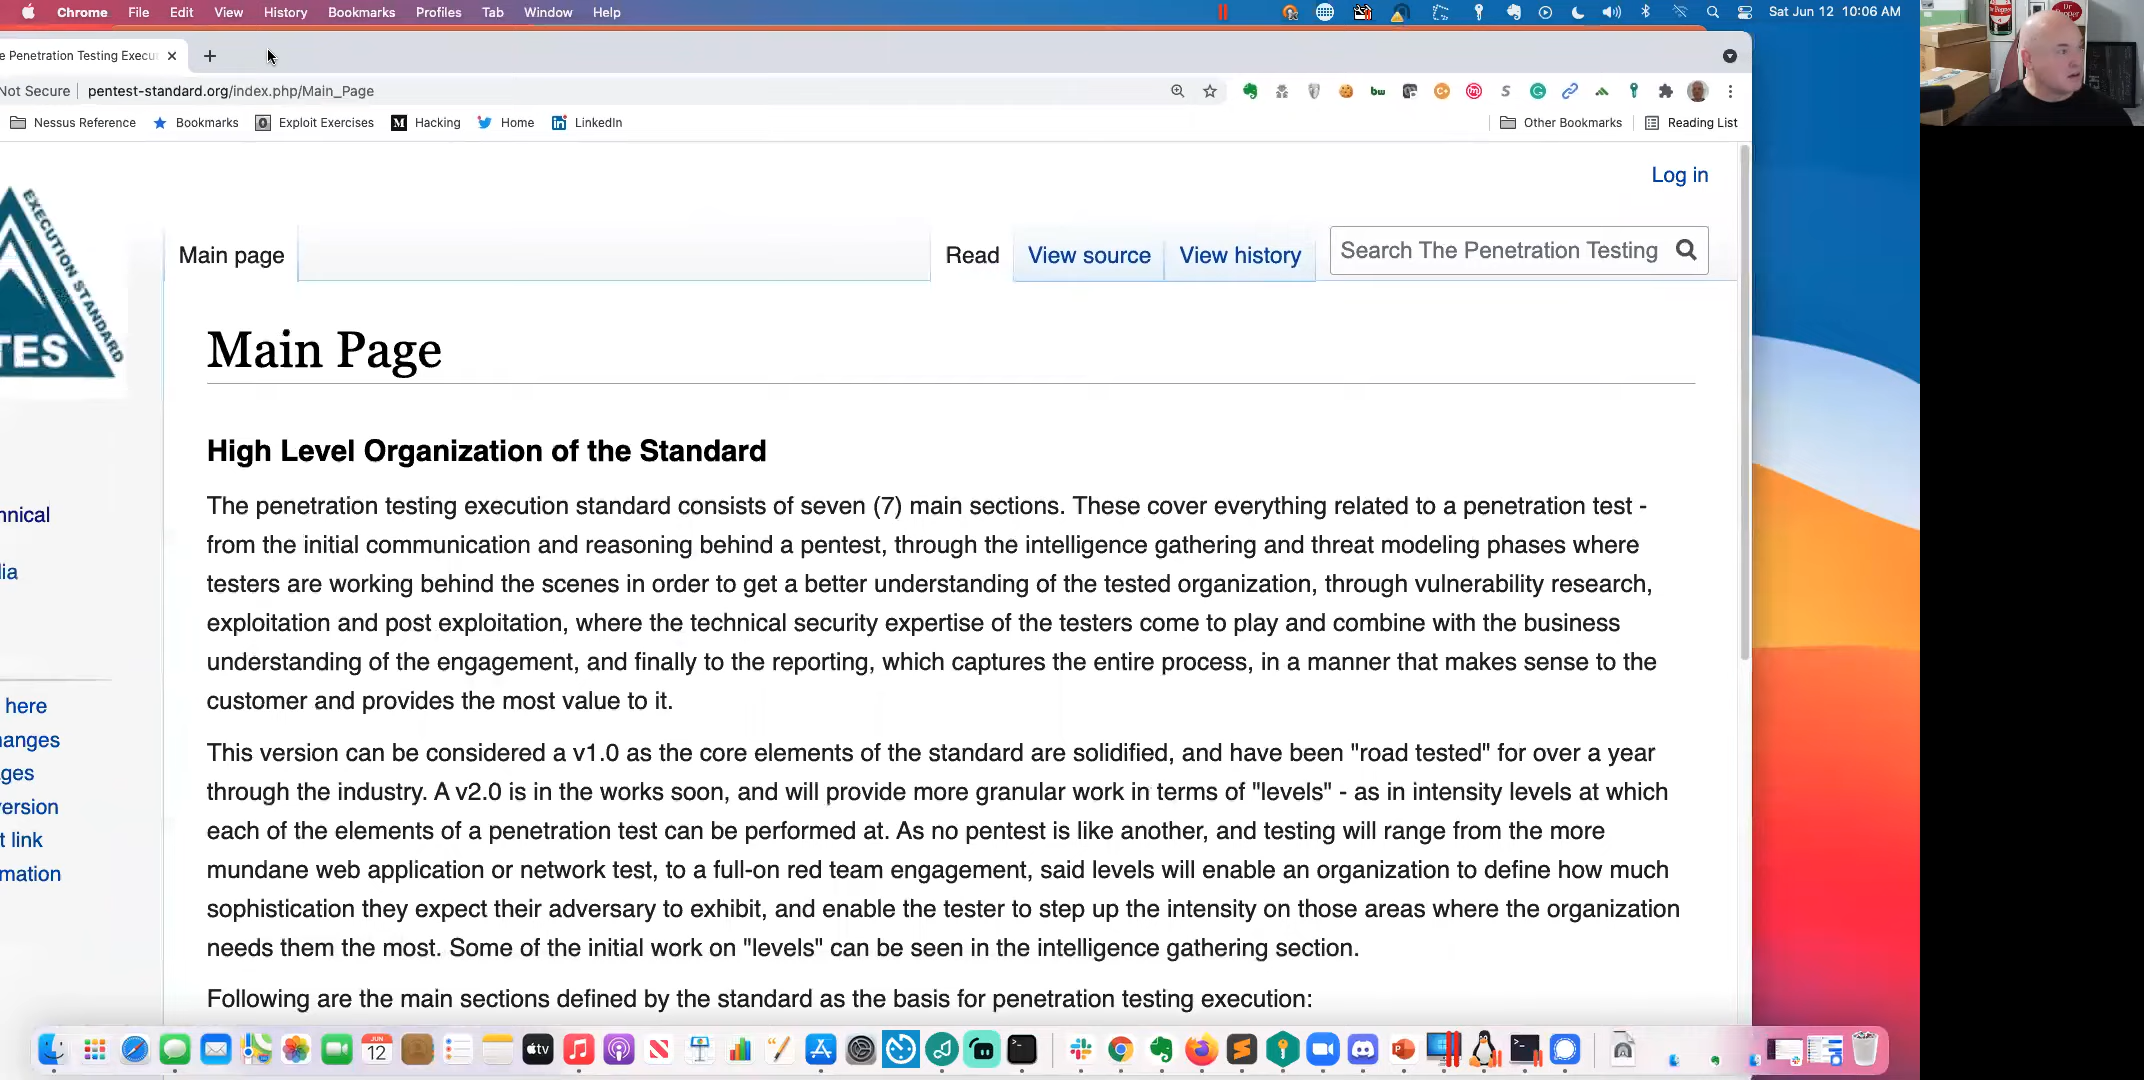 Chrome File Edit View History Bookmarks Profiles Tab Window Help Sat Jun 12 10:06 AM
e Penetration Testing Execu
Not Secure pentest-standard.org/index.php/Main_Page
Nessus Reference Bookmarks Exploit Exercises Hacking Home LinkedIn Other Bookmarks Reading List
Log in
Main page Read View source View history Search The Penetration Testing
EXECUTION STANDARD
TES
Main Page
High Level Organization of the Standard
The penetration testing execution standard consists of seven (7) main sections. These cover everything related to a penetration test -
from the initial communication and reasoning behind a pentest, through the intelligence gathering and threat modeling phases where
testers are working behind the scenes in order to get a better understanding of the tested organization, through vulnerability research,
exploitation and post exploitation, where the technical security expertise of the testers come to play and combine with the business
understanding of the engagement, and finally to the reporting, which captures the entire process, in a manner that makes sense to the
customer and provides the most value to it.
This version can be considered a v1.0 as the core elements of the standard are solidified, and have been "road tested" for over a year
through the industry. A v2.0 is in the works soon, and will provide more granular work in terms of "levels" - as in intensity levels at which
each of the elements of a penetration test can be performed at. As no pentest is like another, and testing will range from the more
mundane web application or network test, to a full-on red team engagement, said levels will enable an organization to define how much
sophistication they expect their adversary to exhibit, and enable the tester to step up the intensity on those areas where the organization
needs them the most. Some of the initial work on "levels" can be seen in the intelligence gathering section.
Following are the main sections defined by the standard as the basis for penetration testing execution:
hnical
lia
here
hanges
ges
version
t link
mation
JUN
12
tv